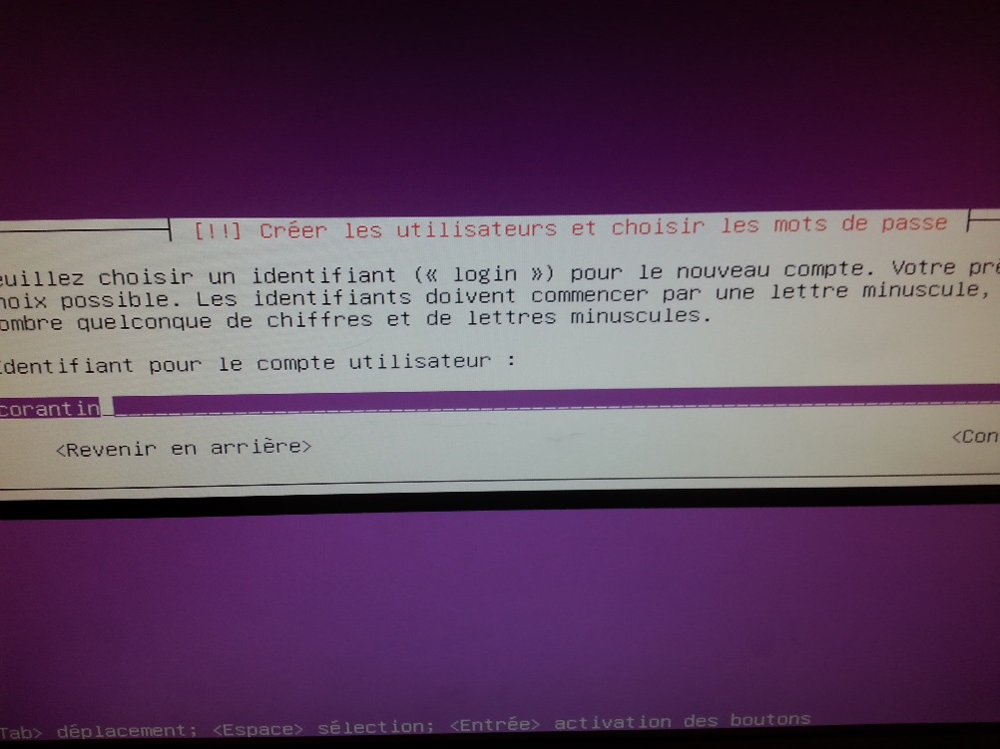 [!!] Créer les utilisateurs et choisir les mots de passe
euillez choisir un identifiant (« login ») pour le nouveau compte. Votre pré
hoix possible. Les identifiants doivent commencer par une lettre minuscule,
ombre quelconque de chiffres et de lettres minuscules.
Identifiant pour le compte utilisateur :
corantin
<Revenir en arrière>
<Con
Tab> déplacement; <Espace> sélection; <Entrée> activation des boutons